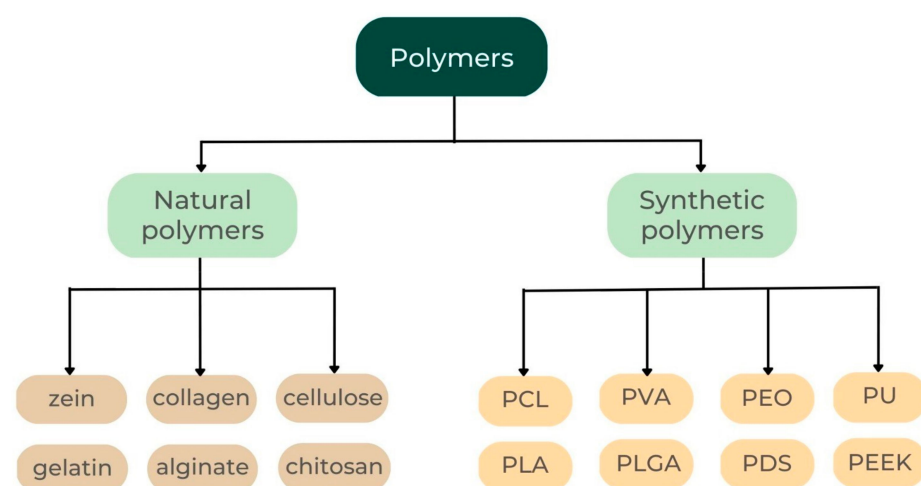 Polymers
Natural
polymers
Synthetic
polymers
zein
collagen
cellulose
PCL
PVA
PEO
PU
gelatin
alginate
chitosan
PLA
PLGA
PDS
PEEK